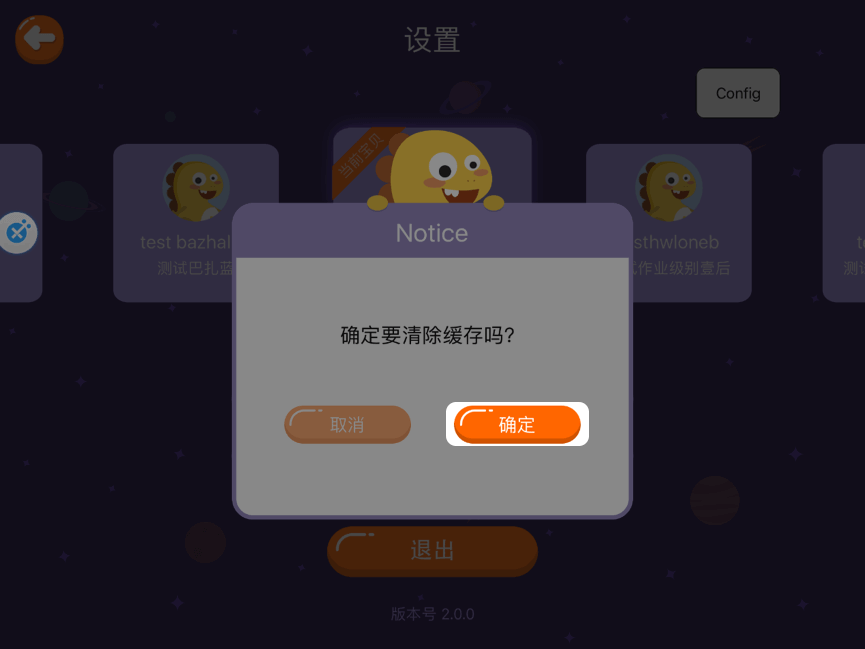 设置
Config
当前宝贝
test bazhal
测试巴扎蓝
sthwloneb
作业级别壹后
测试
Notice
确定要清除缓存吗?
取消
确定
退出
版本号 2.0.0